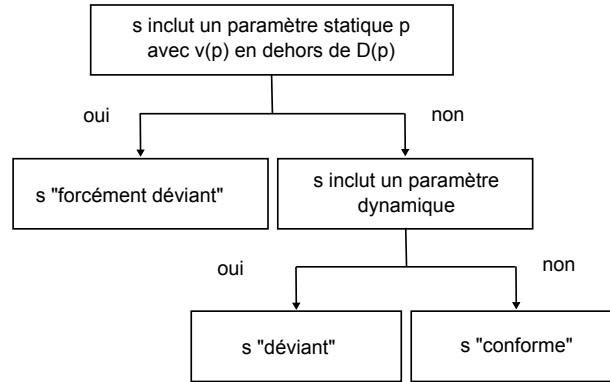 s inclut un paramètre statique p
avec v(p) en dehors de D(p)
oui
non
s "forcément déviant"
s inclut un paramètre
dynamique
oui
non
s "déviant"
s "conforme"